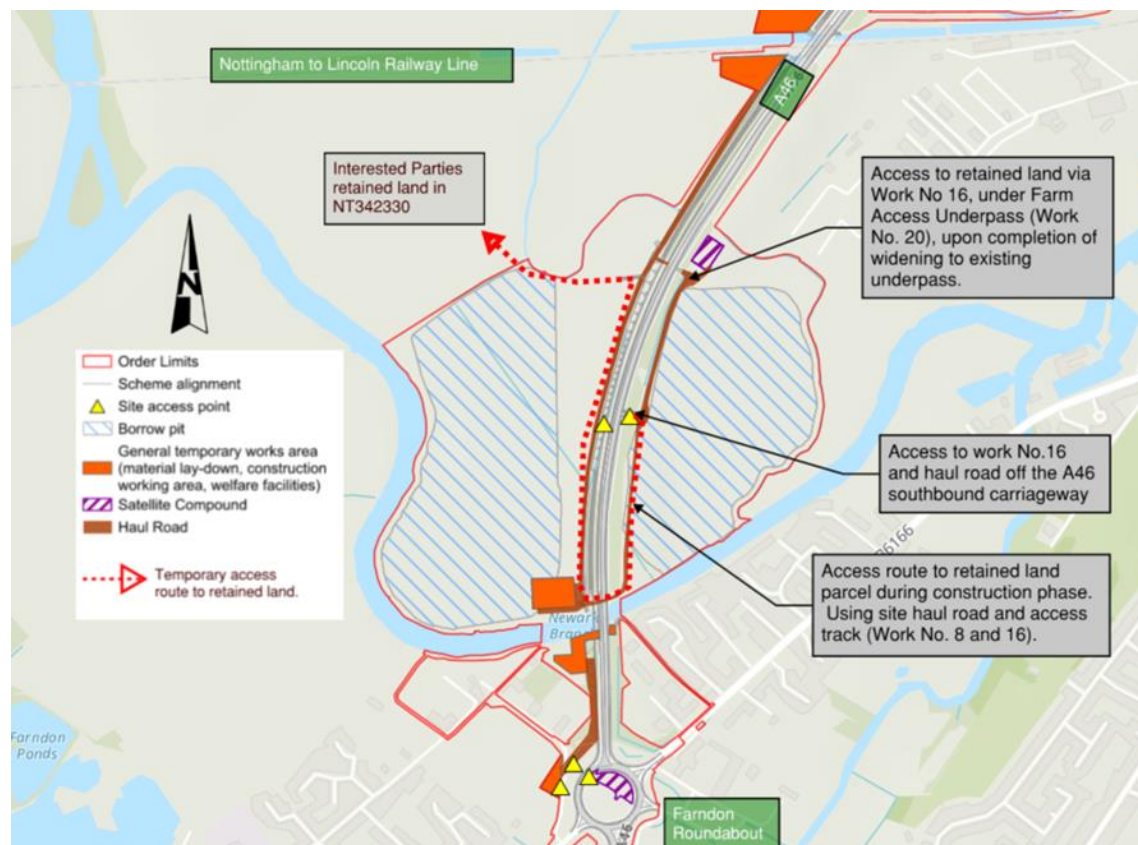 Nottingham to Lincoln Railway Line
A46
Interested Parties
retained land in
NT342330
Access to retained land via
Work No 16, under Farm
Access Underpass (Work
No. 20), upon completion of
widening to existing
underpass.
N
Order Limits
Scheme alignment
Site access point
Borrow pit
General temporary works area
(material lay-down, construction
working area, welfare facilities)
Satellite Compound
Haul Road
Temporary access
route to retained land.
Access to work No.16
and haul road off the A46
southbound carriageway
Access route to retained land
parcel during construction phase.
Using site haul road and access
track (Work No. 8 and 16).
Newark
Farndon
Ponds
Farndon
Roundabout
A46